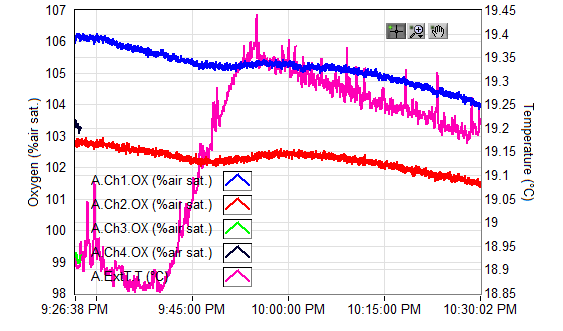 107
106
105
104
103
102
101
100
99
98
Oxygen (%air sat.)
19.45
19.4
19.35
19.3
19.25
19.2
19.15
19.1
19.05
19
18.95
18.9
18.85
Temperature (°C)
A.Ch1.OX (%air sat.)
A.Ch2.OX (%air sat.)
A.Ch3.OX (%air sat.)
A.Ch4.OX (%air sat.)
A.ExtT.T (°C)
9:26:38 PM 9:45:00 PM 10:00:00 PM 10:15:00 PM 10:30:02 PM